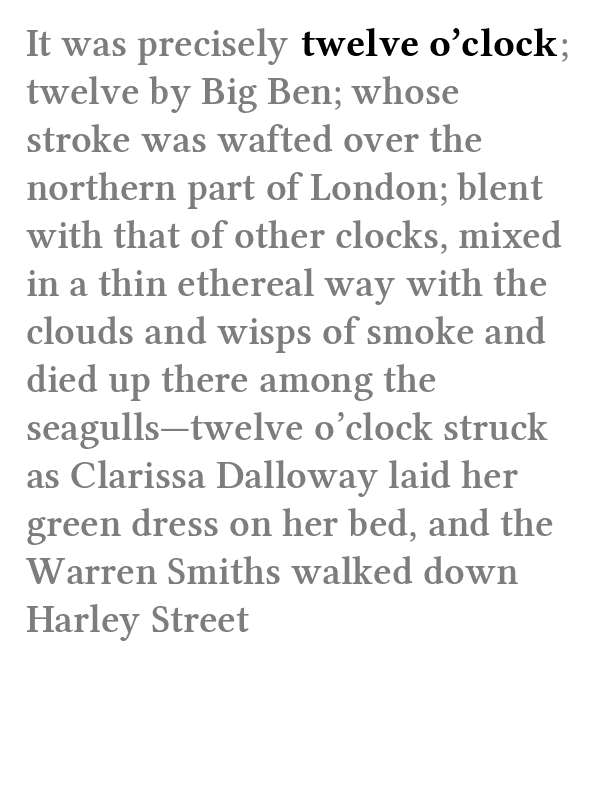 It was precisely twelve o’clock;
twelve by Big Ben; whose
stroke was wafted over the
northern part of London; blent
with that of other clocks, mixed
in a thin ethereal way with the
clouds and wisps of smoke and
died up there among the
seagulls—twelve o’clock struck
as Clarissa Dalloway laid her
green dress on her bed, and the
Warren Smiths walked down
Harley Street